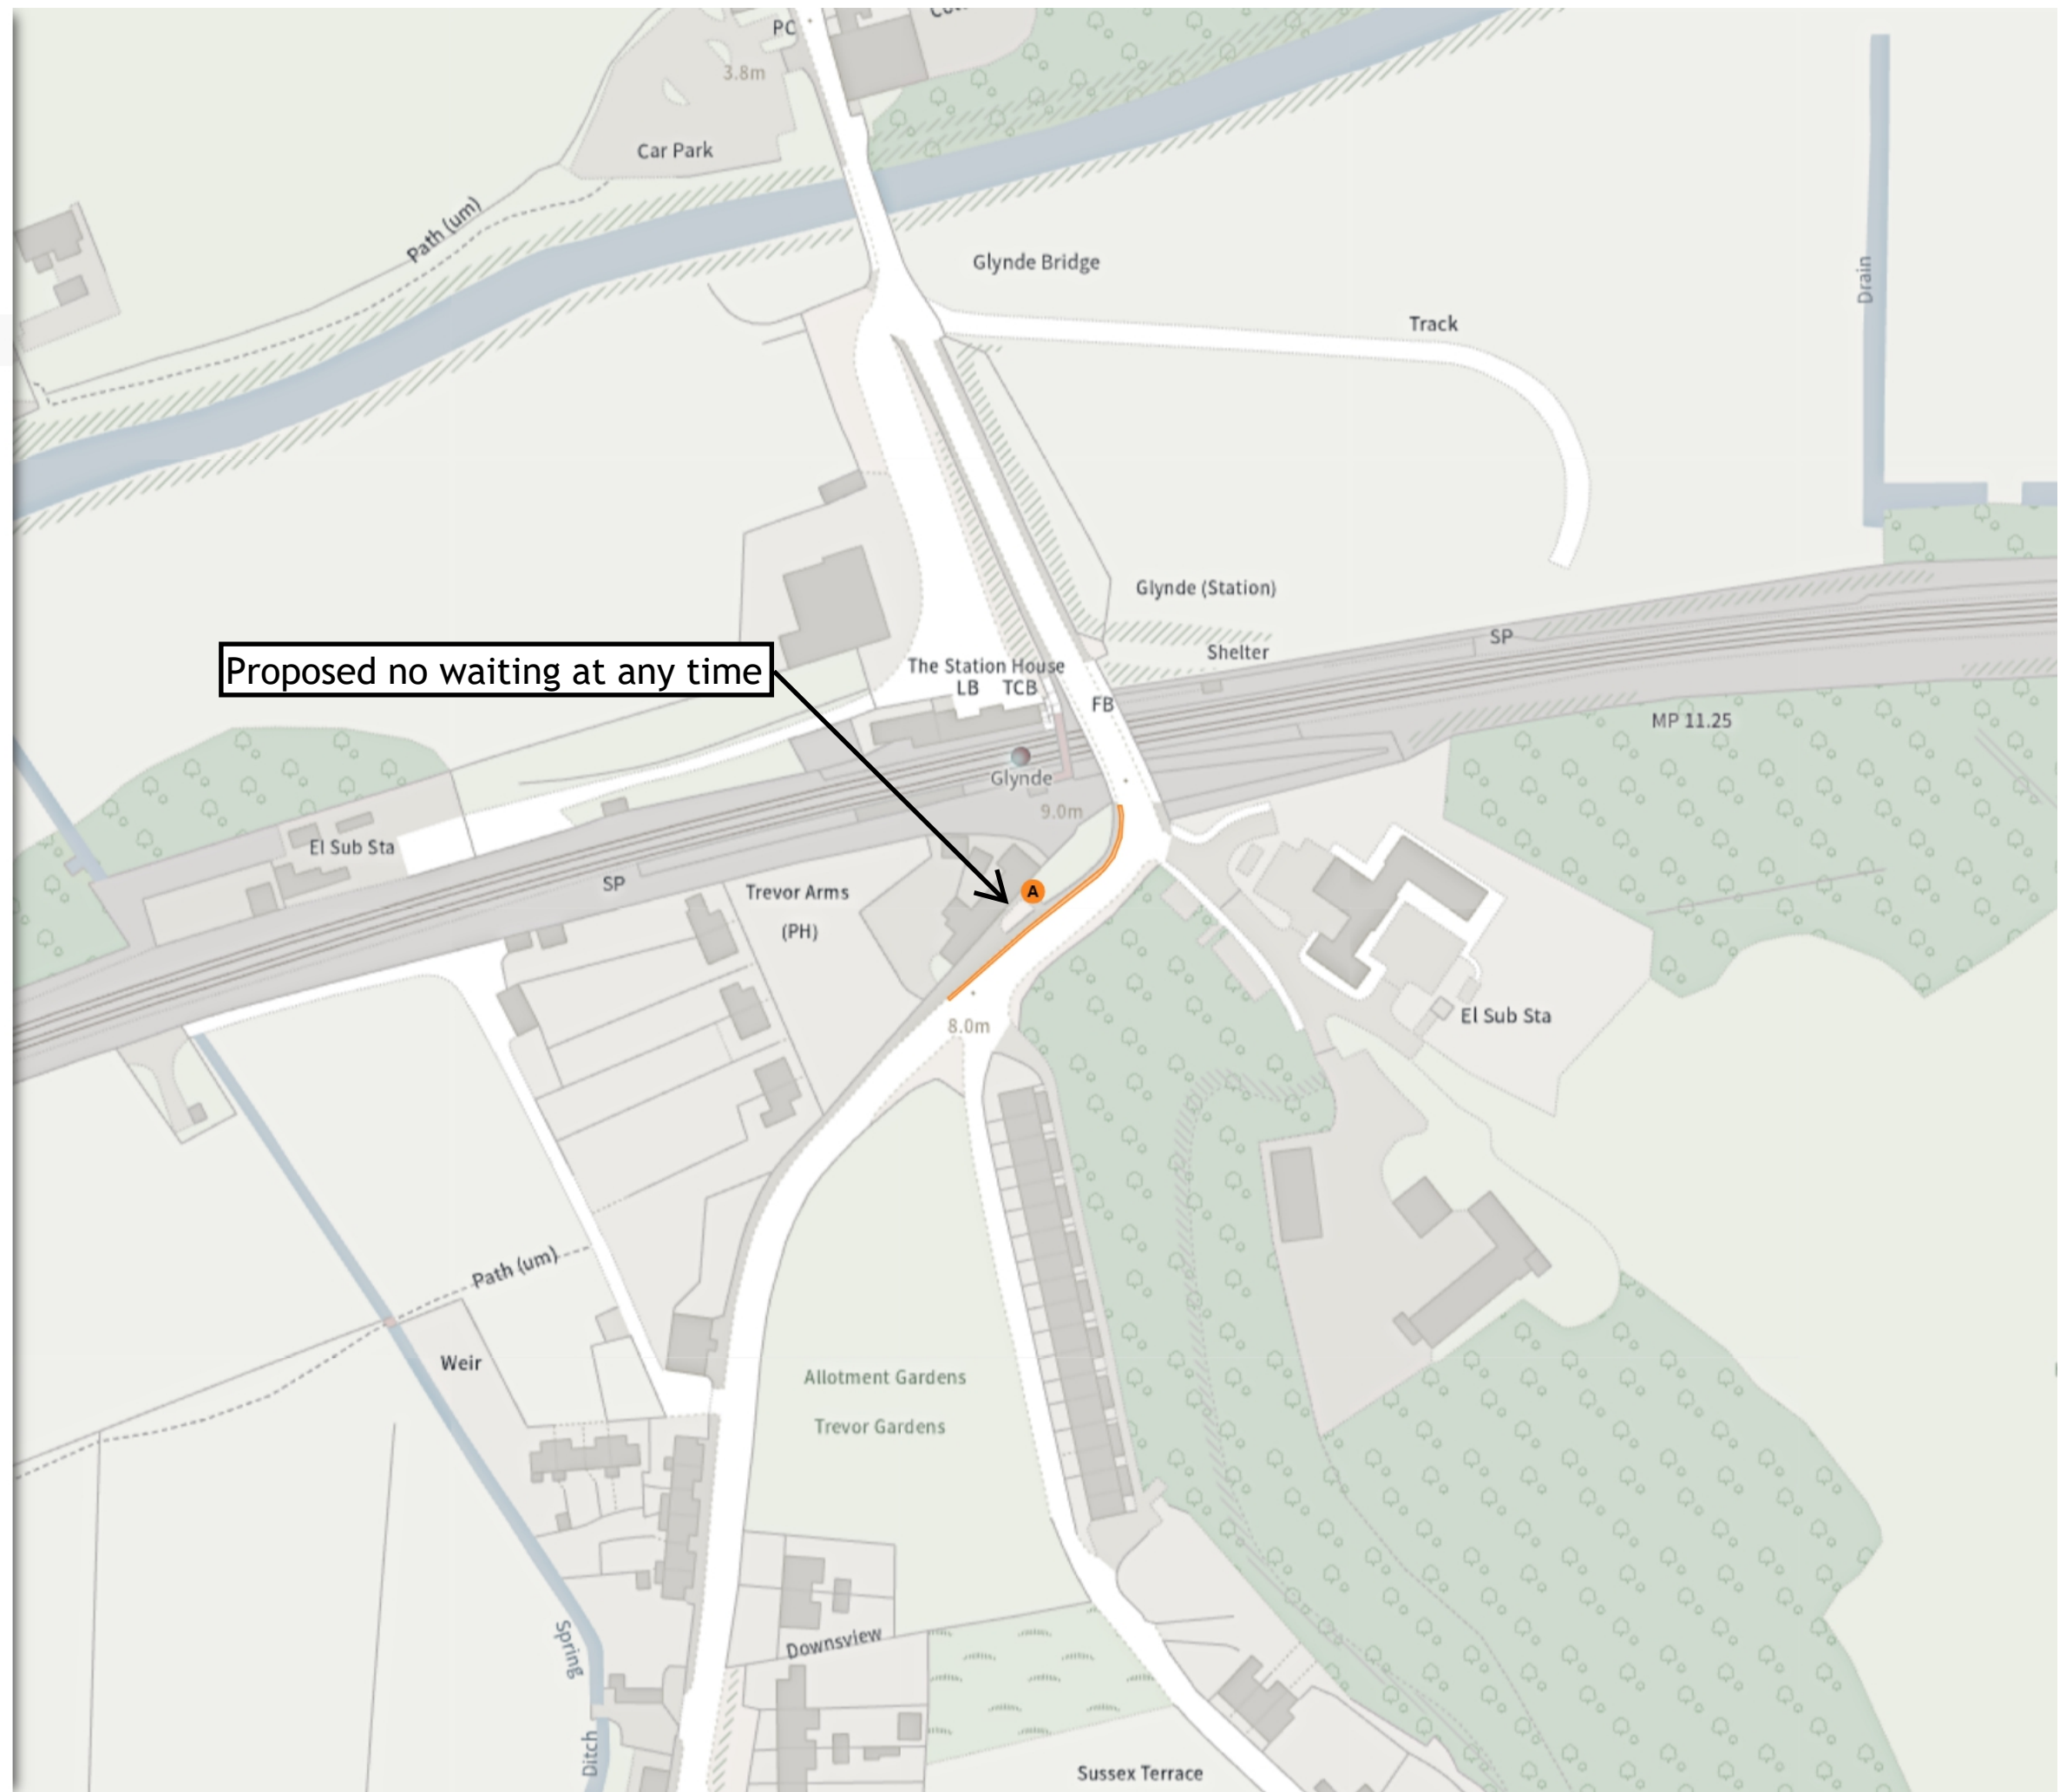 PC
3.8m
Car Park
Path (um)
Glynde Bridge
Track
Drain
Glynde (Station)
SP
Shelter
Proposed no waiting at any time
The Station House
LB TCB
FB
MP 11.25
Glynde
9.0m
El Sub Sta
SP
Trevor Arms
(PH)
A
8.0m
El Sub Sta
Path (um)
Weir
Allotment Gardens
Trevor Gardens
Spring
Downsview
Ditch
Sussex Terrace